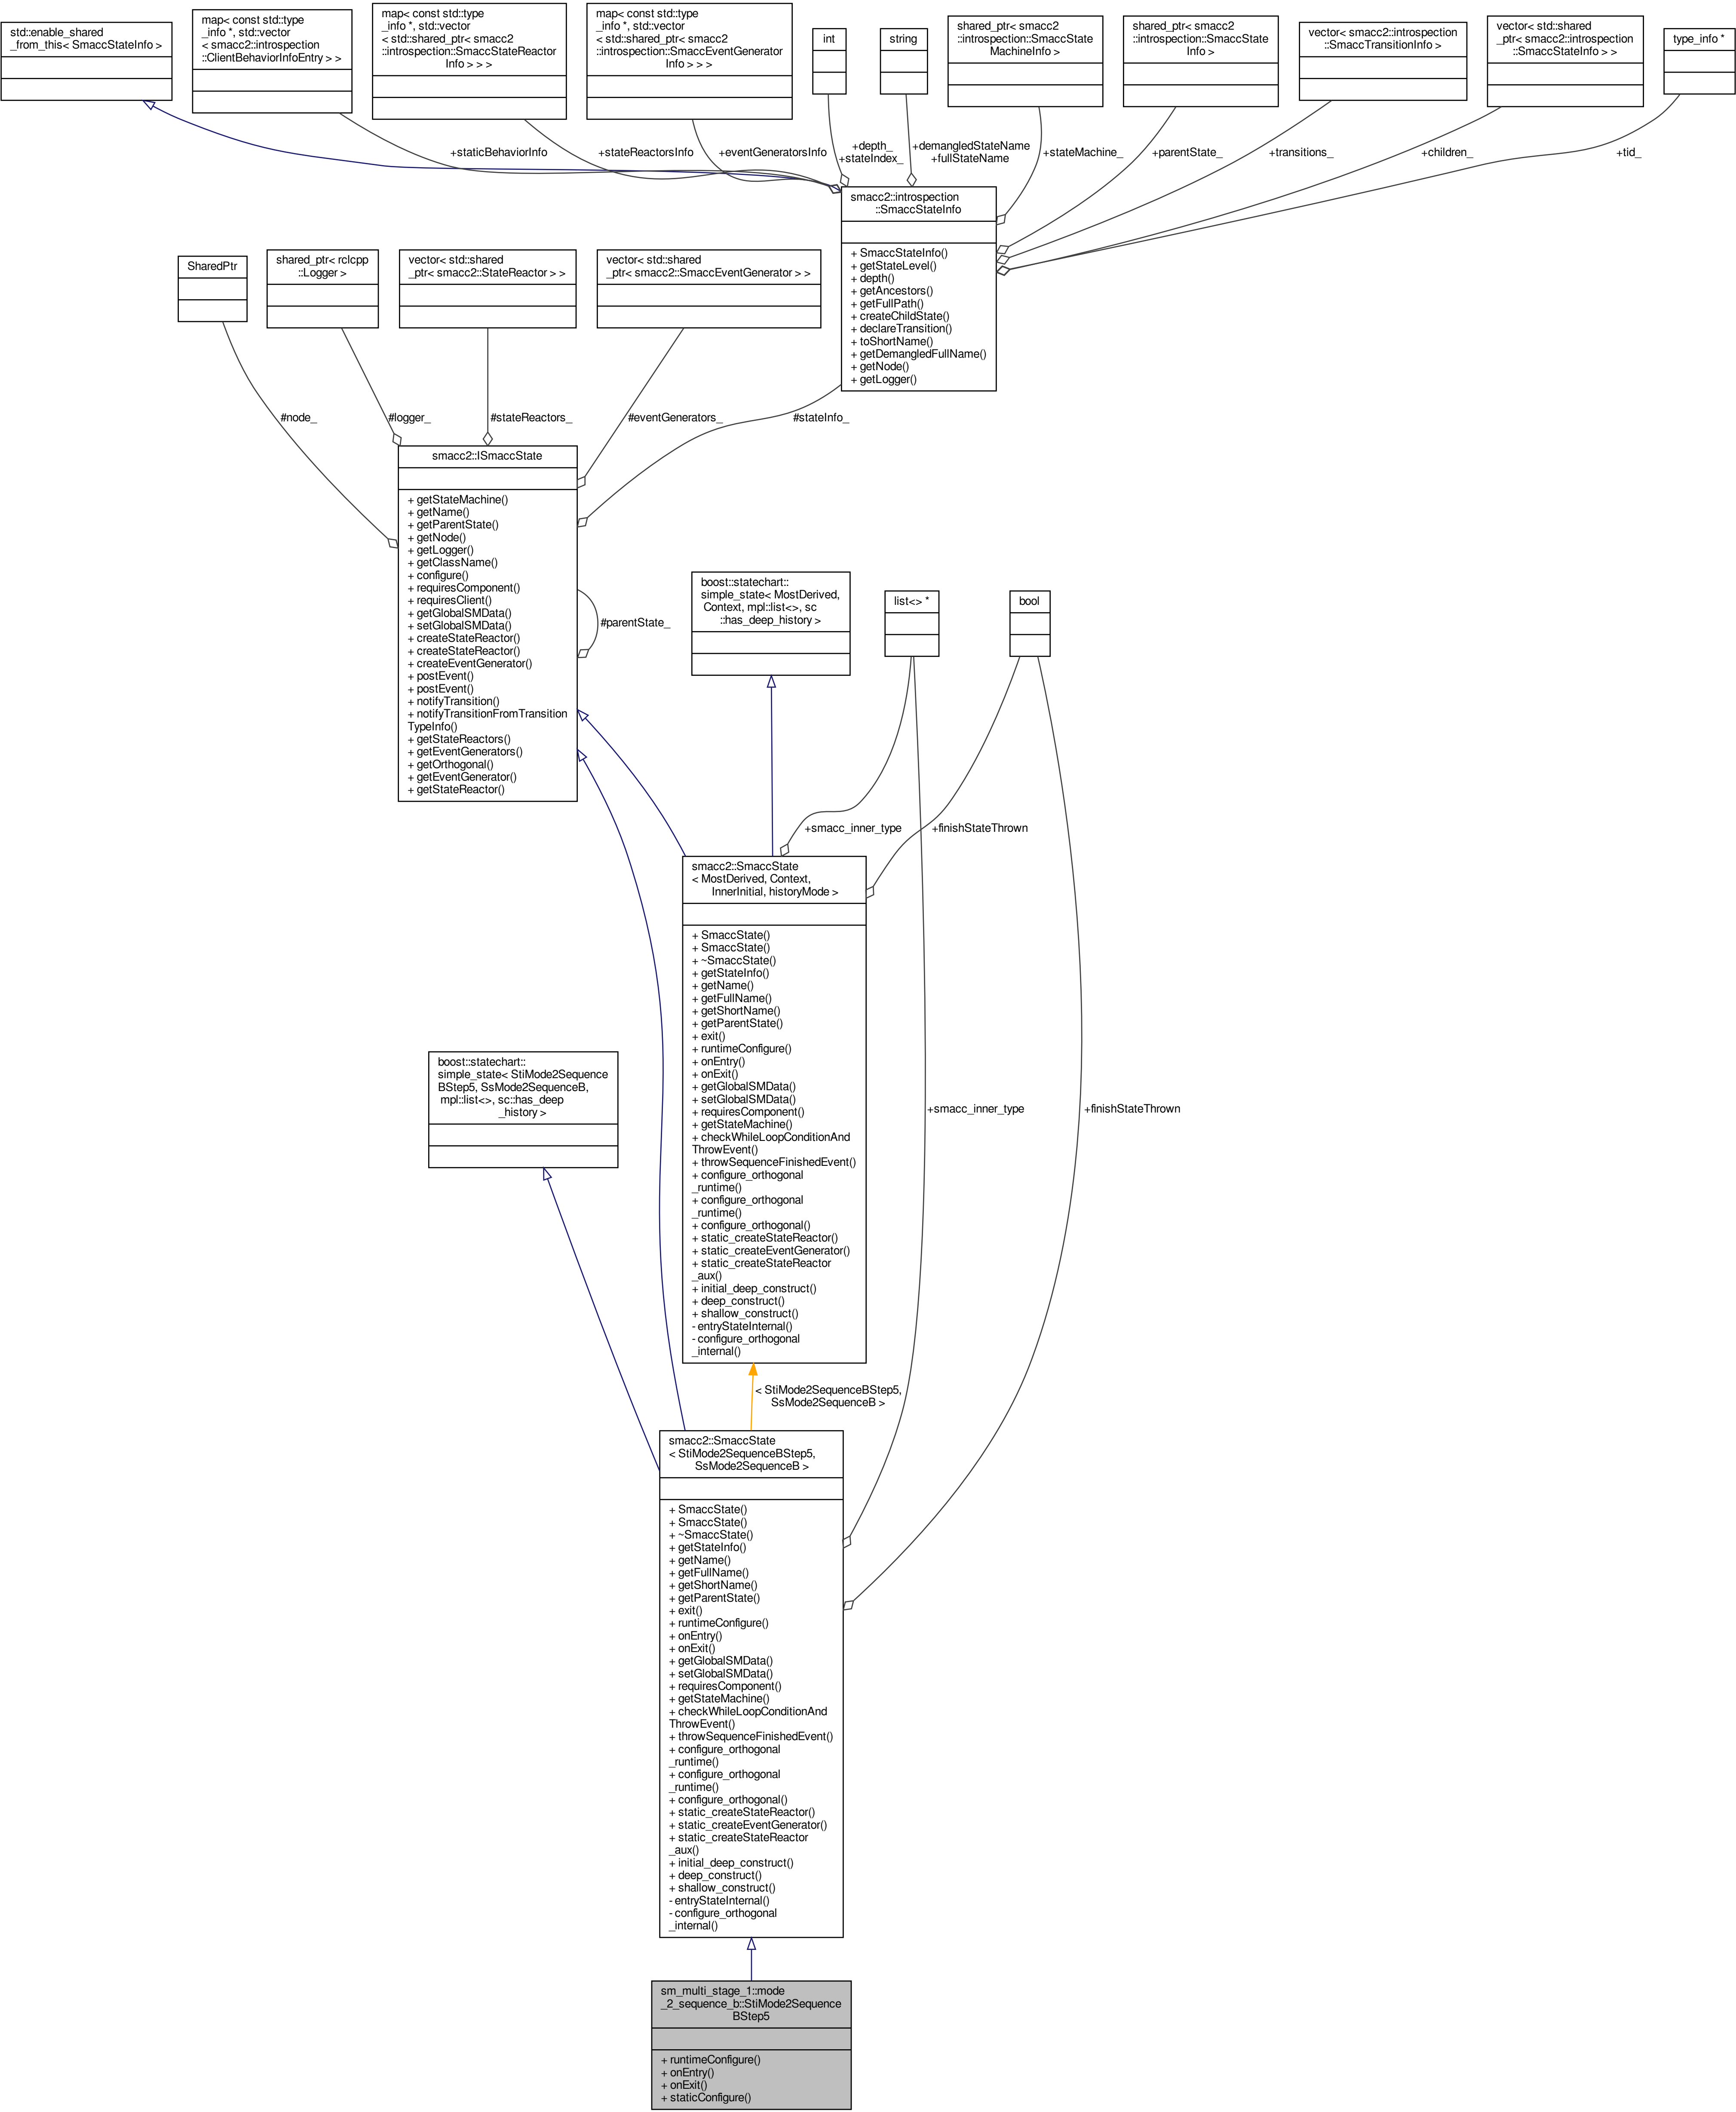 std::enable_shared
_from_this< SmaccStateInfo >
map< const std::type
_info *, std::vector
< smacc2::introspection
::ClientBehaviorInfoEntry > >
map< const std::type
_info *, std::vector
< std::shared_ptr< smacc2
::introspection::SmaccStateReactor
Info > > >
map< const std::type
_info *, std::vector
< std::shared_ptr< smacc2
::introspection::SmaccEventGenerator
Info > > >
int
string
shared_ptr< smacc2
::introspection::SmaccState
MachineInfo >
shared_ptr< smacc2
::introspection::SmaccState
Info >
vector< smacc2::introspection
::SmaccTransitionInfo >
vector< std::shared
_ptr< smacc2::introspection
::SmaccStateInfo > >
type_info *
+staticBehaviorInfo
+stateReactorsInfo
+eventGeneratorsInfo
+depth_
+stateIndex_
+demangledStateName
+fullStateName
+stateMachine_
+parentState_
+transitions_
+children_
+tid_
smacc2::introspection
::SmaccStateInfo
+ SmaccStateInfo()
+ getStateLevel()
+ depth()
+ getAncestors()
+ getFullPath()
+ createChildState()
+ declareTransition()
+ toShortName()
+ getDemangledFullName()
+ getNode()
+ getLogger()
SharedPtr
shared_ptr< rclcpp
::Logger >
vector< std::shared
_ptr< smacc2::StateReactor > >
vector< std::shared
_ptr< smacc2::SmaccEventGenerator > >
#node_
#logger_
#stateReactors_
#eventGenerators_
#stateInfo_
smacc2::ISmaccState
+ getStateMachine()
+ getName()
+ getParentState()
+ getNode()
+ getLogger()
+ getClassName()
+ configure()
+ requiresComponent()
+ requiresClient()
+ getGlobalSMData()
+ setGlobalSMData()
+ createStateReactor()
+ createStateReactor()
+ createEventGenerator()
+ postEvent()
+ postEvent()
+ notifyTransition()
+ notifyTransitionFromTransition
TypeInfo()
+ getStateReactors()
+ getEventGenerators()
+ getOrthogonal()
+ getEventGenerator()
+ getStateReactor()
#parentState_
boost::statechart::
simple_state< MostDerived,
Context, mpl::list<>, sc
::has_deep_history >
list<> *
bool
+smacc_inner_type
+finishStateThrown
smacc2::SmaccState
< MostDerived, Context,
InnerInitial, historyMode >
+ SmaccState()
+ SmaccState()
+ ~SmaccState()
+ getStateInfo()
+ getName()
+ getFullName()
+ getShortName()
+ getParentState()
+ exit()
+ runtimeConfigure()
+ onEntry()
+ onExit()
+ getGlobalSMData()
+ setGlobalSMData()
+ requiresComponent()
+ getStateMachine()
+ checkWhileLoopConditionAnd
ThrowEvent()
+ throwSequenceFinishedEvent()
+ configure_orthogonal
_runtime()
+ configure_orthogonal
_runtime()
+ configure_orthogonal()
+ static_createStateReactor()
+ static_createEventGenerator()
+ static_createStateReactor
_aux()
+ initial_deep_construct()
+ deep_construct()
+ shallow_construct()
- entryStateInternal()
- configure_orthogonal
_internal()
boost::statechart::
simple_state< StiMode2Sequence
BStep5, SsMode2SequenceB,
mpl::list<>, sc::has_deep
_history >
+smacc_inner_type
+finishStateThrown
< StiMode2SequenceBStep5,
SsMode2SequenceB >
smacc2::SmaccState
< StiMode2SequenceBStep5,
SsMode2SequenceB >
+ SmaccState()
+ SmaccState()
+ ~SmaccState()
+ getStateInfo()
+ getName()
+ getFullName()
+ getShortName()
+ getParentState()
+ exit()
+ runtimeConfigure()
+ onEntry()
+ onExit()
+ getGlobalSMData()
+ setGlobalSMData()
+ requiresComponent()
+ getStateMachine()
+ checkWhileLoopConditionAnd
ThrowEvent()
+ throwSequenceFinishedEvent()
+ configure_orthogonal
_runtime()
+ configure_orthogonal
_runtime()
+ configure_orthogonal()
+ static_createStateReactor()
+ static_createEventGenerator()
+ static_createStateReactor
_aux()
+ initial_deep_construct()
+ deep_construct()
+ shallow_construct()
- entryStateInternal()
- configure_orthogonal
_internal()
sm_multi_stage_1::mode
_2_sequence_b::StiMode2Sequence
BStep5
+ runtimeConfigure()
+ onEntry()
+ onExit()
+ staticConfigure()